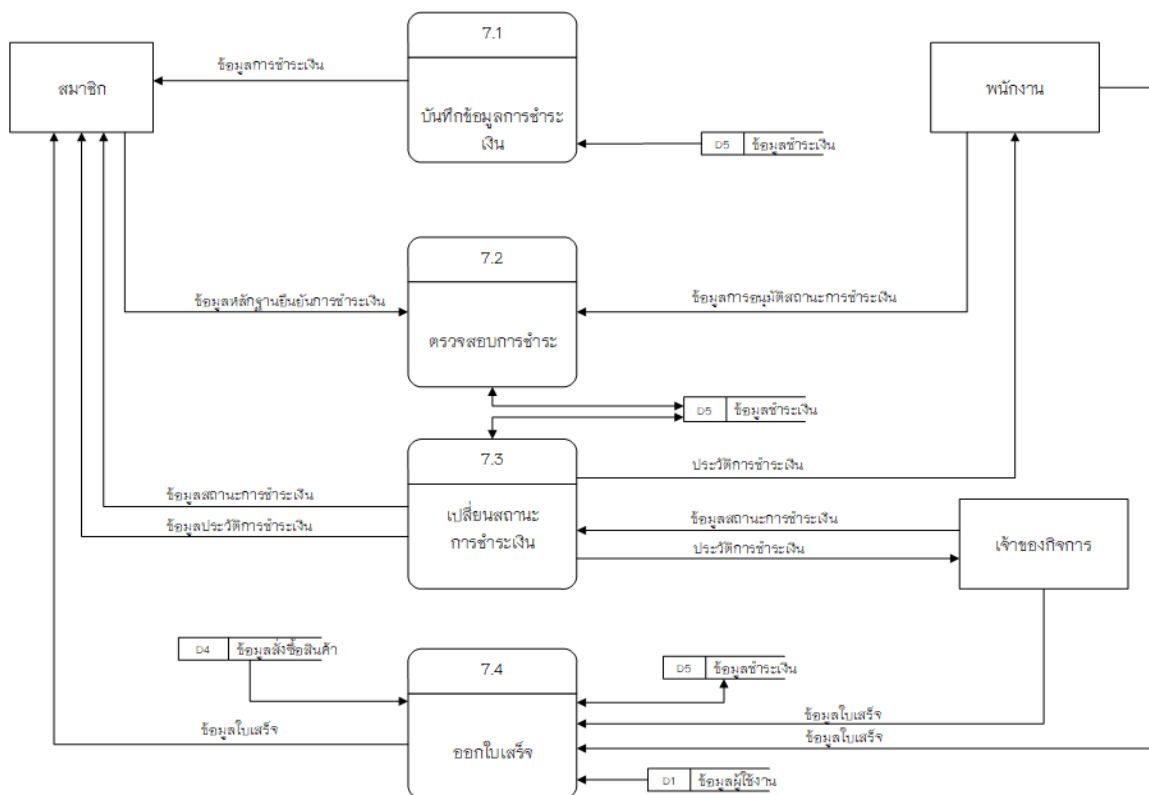 7.1
สมาชิก
ข้อมูลการชำระเงิน
พนักงาน
บันทึกข้อมูลการชำระ
เงิน
D5 ข้อมูลชำระเงิน
7.2
ข้อมูลหลักฐานยืนยันการชำระเงิน
ข้อมูลการอนุมัติสถานะการชำระเงิน
ตรวจสอบการชำระ
D5 ข้อมูลชำระเงิน
7.3
ประวัติการชำระเงิน
ข้อมูลสถานะการชำระเงิน
เปลี่ยนสถานะ
การชำระเงิน
ข้อมูลสถานะการชำระเงิน
ข้อมูลประวัติการชำระเงิน
เจ้าของกิจการ
ประวัติการชำระเงิน
D4 ข้อมูลสั่งซื้อสินค้า
7.4
D5 ข้อมูลชำระเงิน
ข้อมูลใบเสร็จ
ข้อมูลใบเสร็จ
ข้อมูลใบเสร็จ
ออกใบเสร็จ
D1 ข้อมูลผู้ใช้งาน